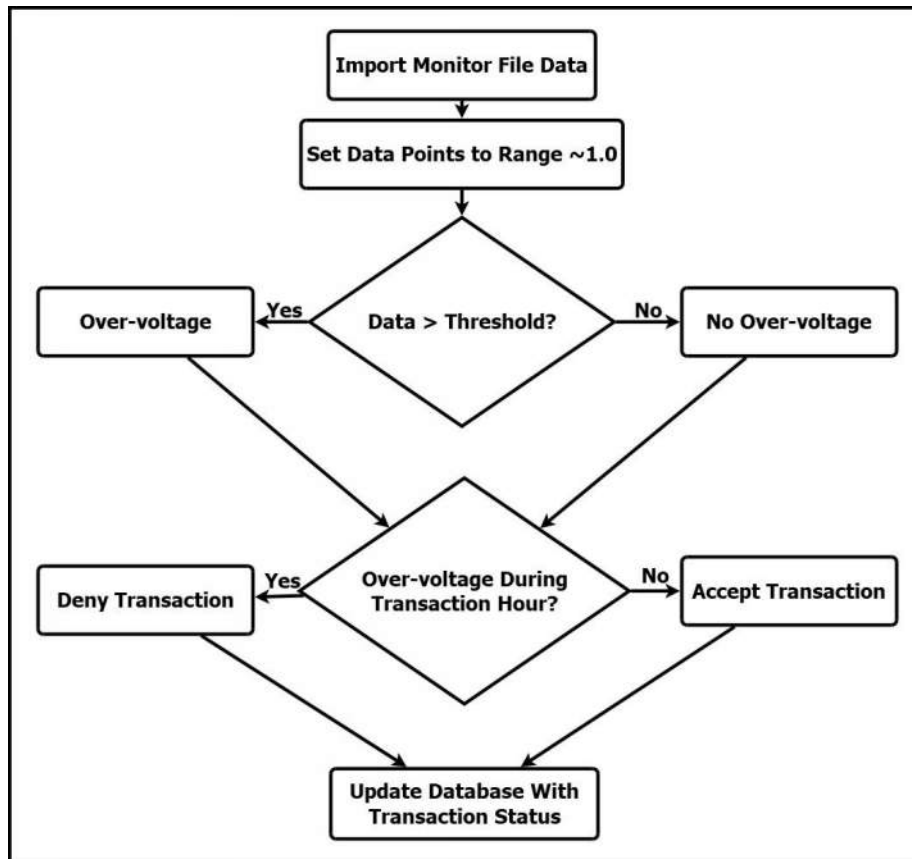 Import Monitor File Data
Set Data Points to Range ~1.0
Data > Threshold?
Yes
No
Over-voltage
No Over-voltage
Over-voltage During
Transaction Hour?
Yes
No
Deny Transaction
Accept Transaction
Update Database With
Transaction Status